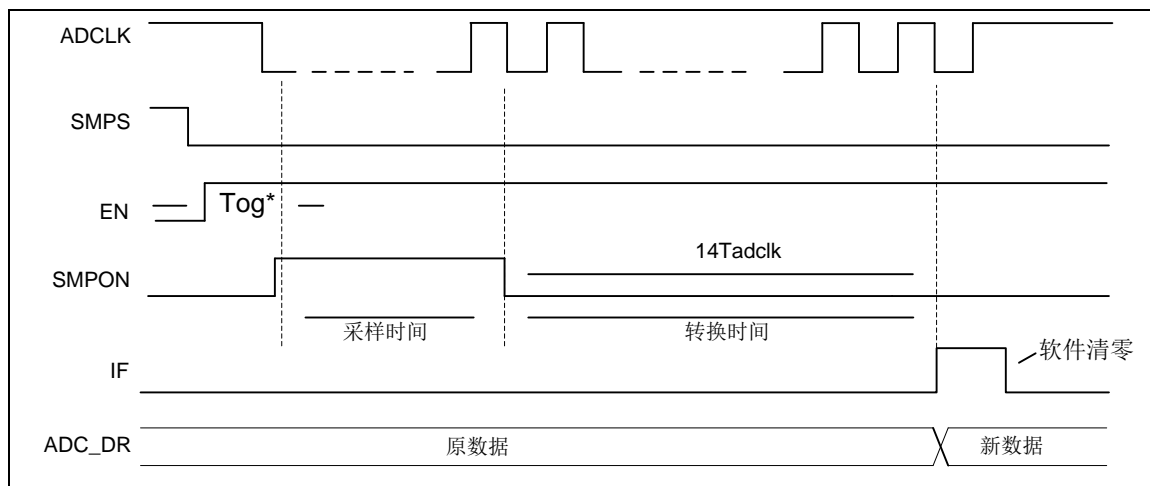 ADCLK
SMPS
EN
Tog*
SMPON
14Tadclk
采样时间
转换时间
IF
软件清零
ADC_DR
原数据
新数据